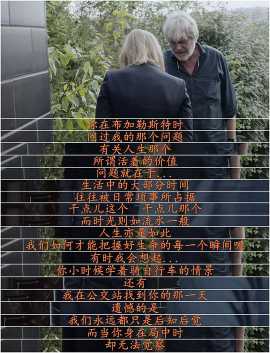 你在布加勒斯特时
问过我的那个问题
有关人生那个
所谓活着的价值
问题就在于...
生活中的大部分时间
往往被日常琐事所占据
干点儿这个 干点儿那个
而时光则如流水一般
人生亦是如此
我们如何才能把握好生命的每一个瞬间呢
有时我会想起...
你小时候学着骑自行车的情景
还有
我在公交站找到你的那一天
遗憾的是
我们永远都只是后知后觉
而当你身在局中时
却无法觉察